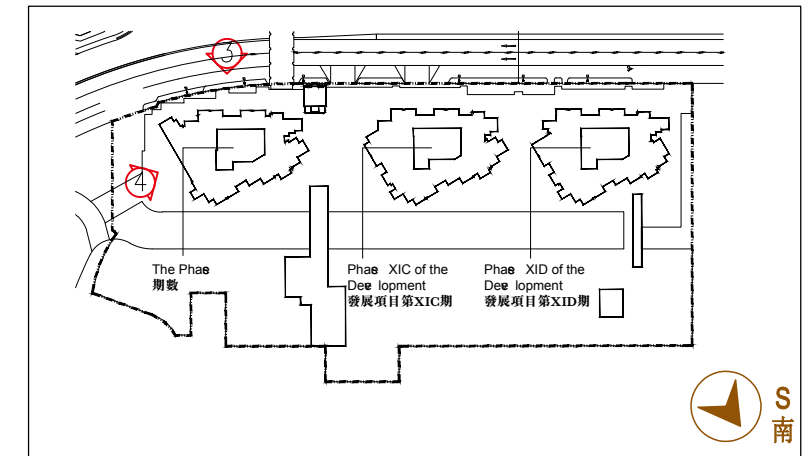 3
4
The Phase
期數
Phase XIC of the
Development
發展項目第XIC期
Phase XID of the
Development
發展項目第XID期
S
南